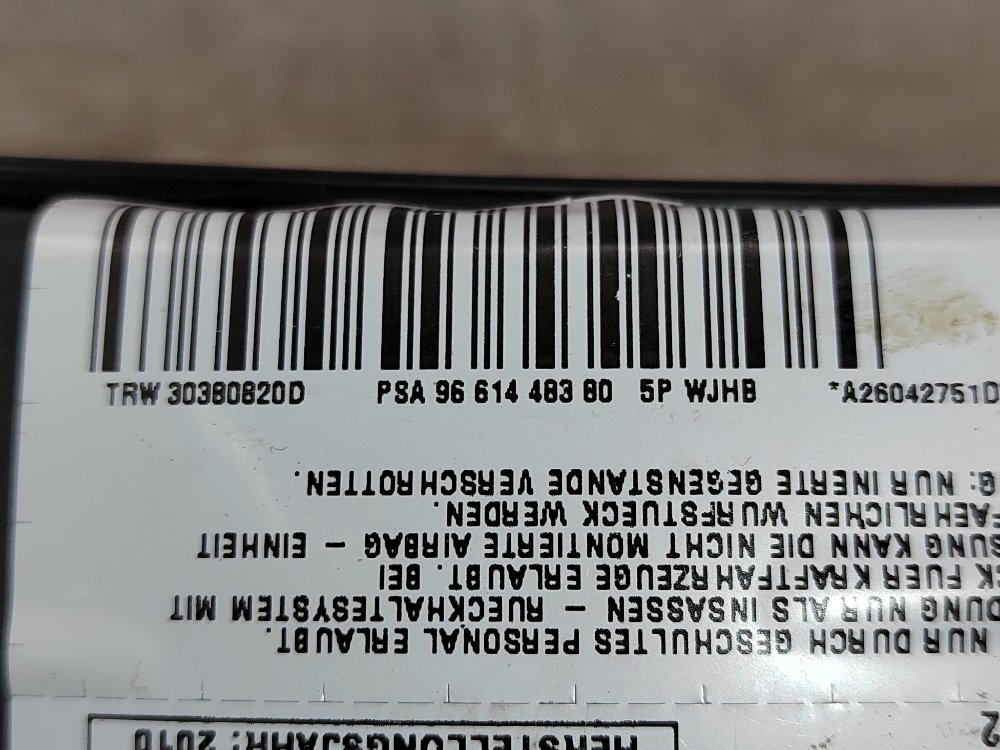 TRW 30380820D PSA 96 614 483 80 5P WJHB *A26042751D
HERSTELLUNGSJAHR: 2010
NUR DURCH GESCHULTES PERSONAL ERLAUBT.
DUNG NUR ALS INSASSEN – RUECKHALTESYSTEM MIT
CK FUER KRAFTFAHRZEUGE ERLAUBT. BEI
SUNG KANN DIE NICHT MONTIERTE AIRBAG – EINHEIT
FAEHRLICHEN WURFSTUECK WERDEN.
G: NUR INERTE GEGENSTANDE VERSCHROTTEN.